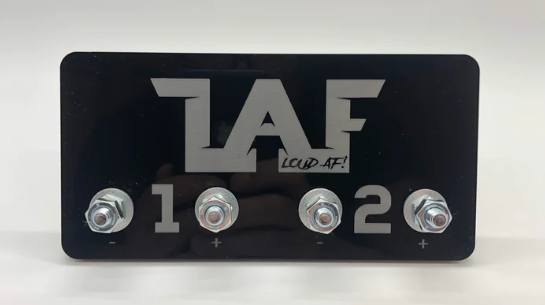 LAF
LOUD AF!
1 2
- + - +